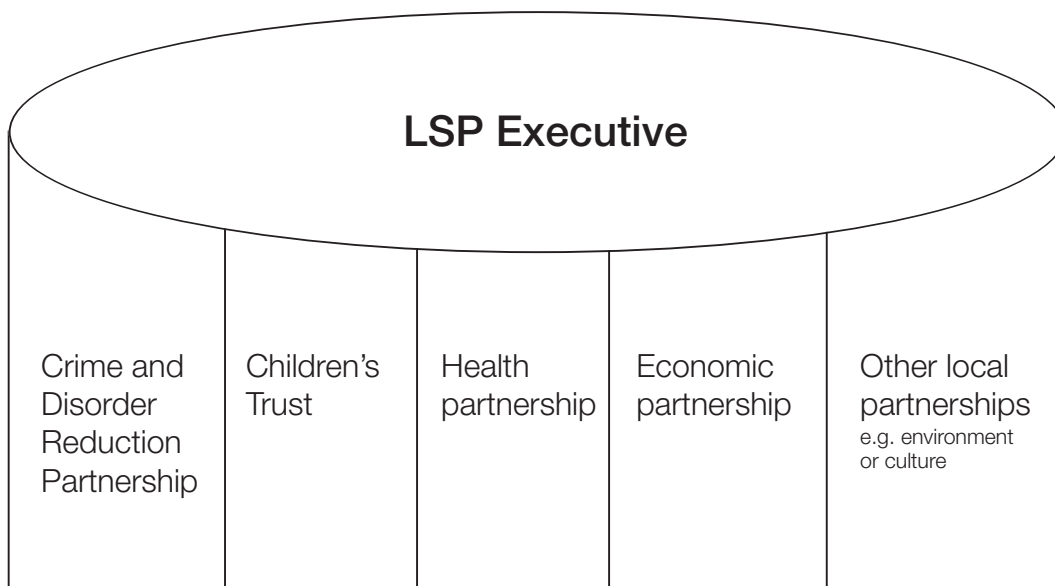 LSP Executive
Crime and
Disorder
Reduction
Partnership
Children's
Trust
Health
partnership
Economic
partnership
Other local
partnerships
e.g. environment
or culture